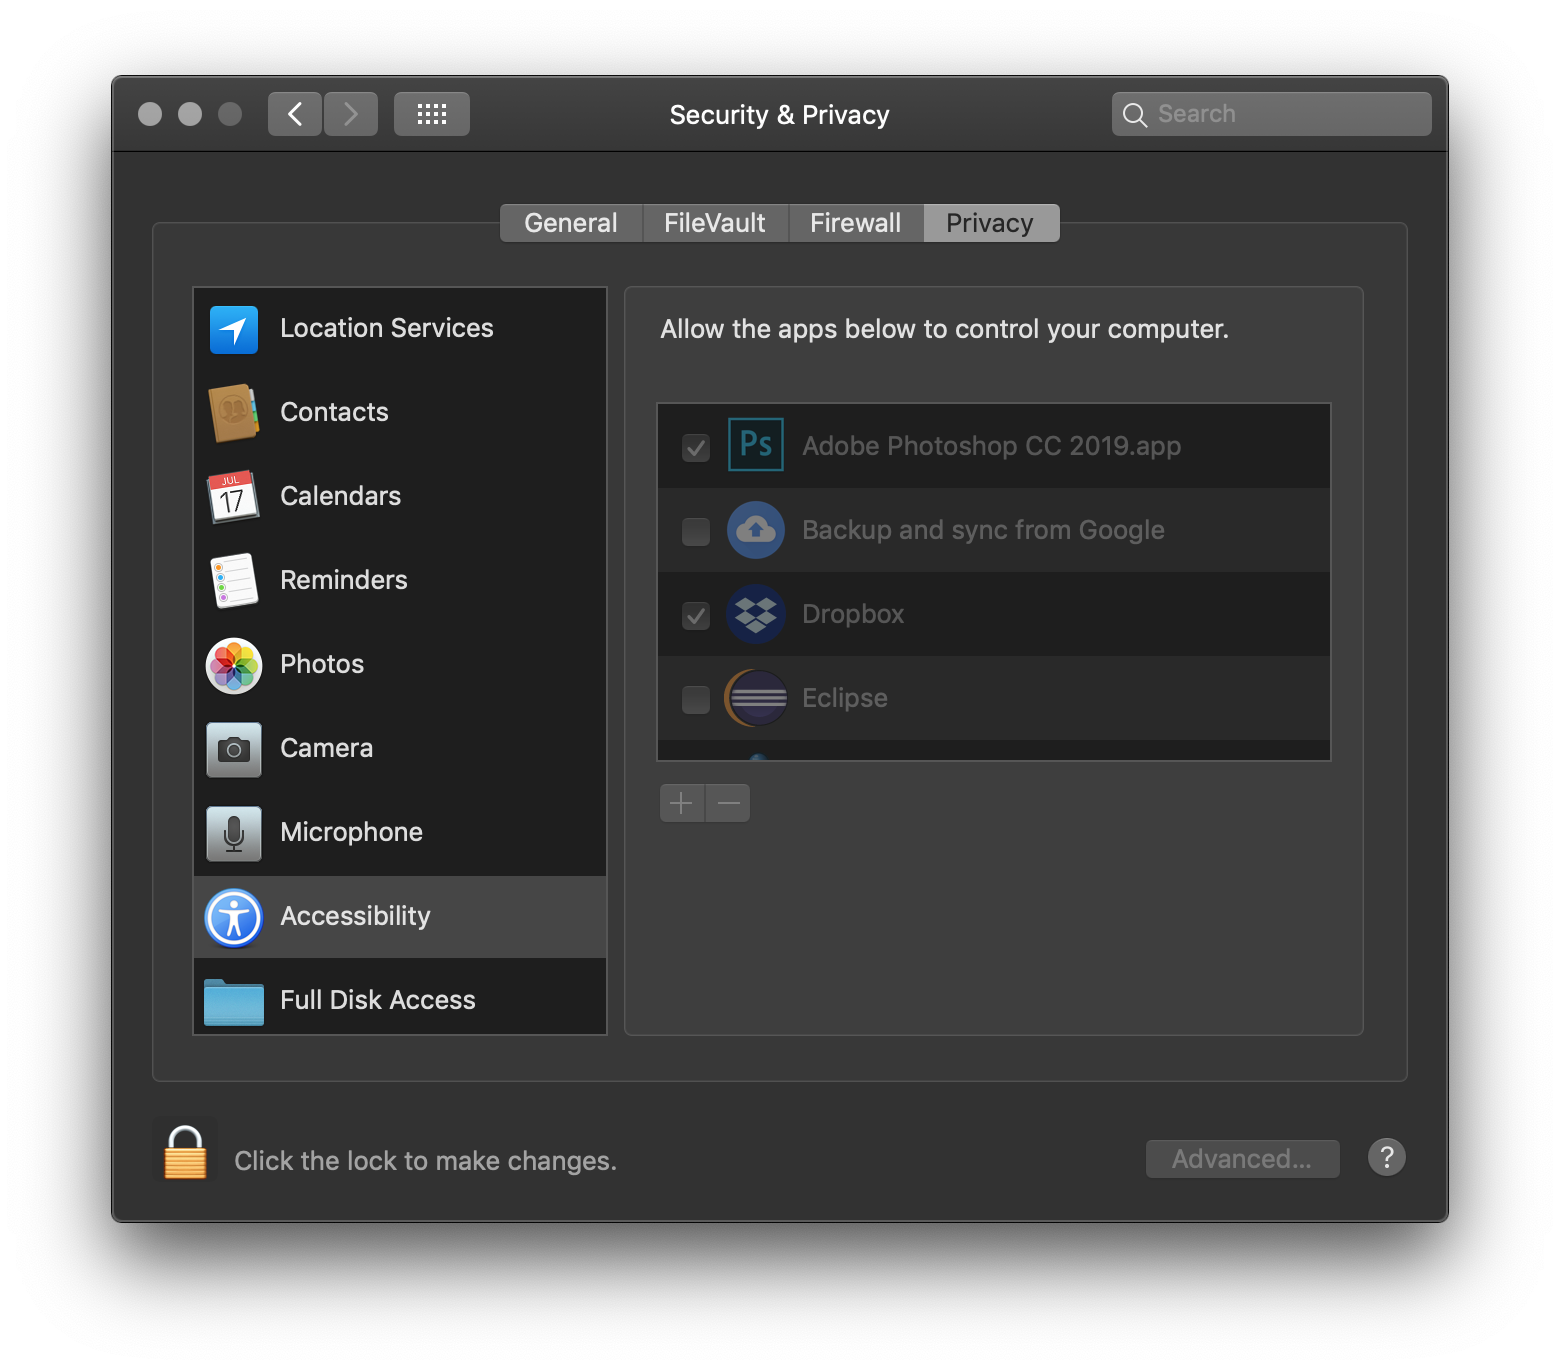 Security & Privacy
Search
General
FileVault
Firewall
Privacy
Location Services
Contacts
JUL
17
Calendars
Reminders
Photos
Camera
Microphone
Accessibility
Full Disk Access
Allow the apps below to control your computer.
Ps
Adobe Photoshop CC 2019.app
Backup and sync from Google
Dropbox
Eclipse
Click the lock to make changes.
Advanced...
?